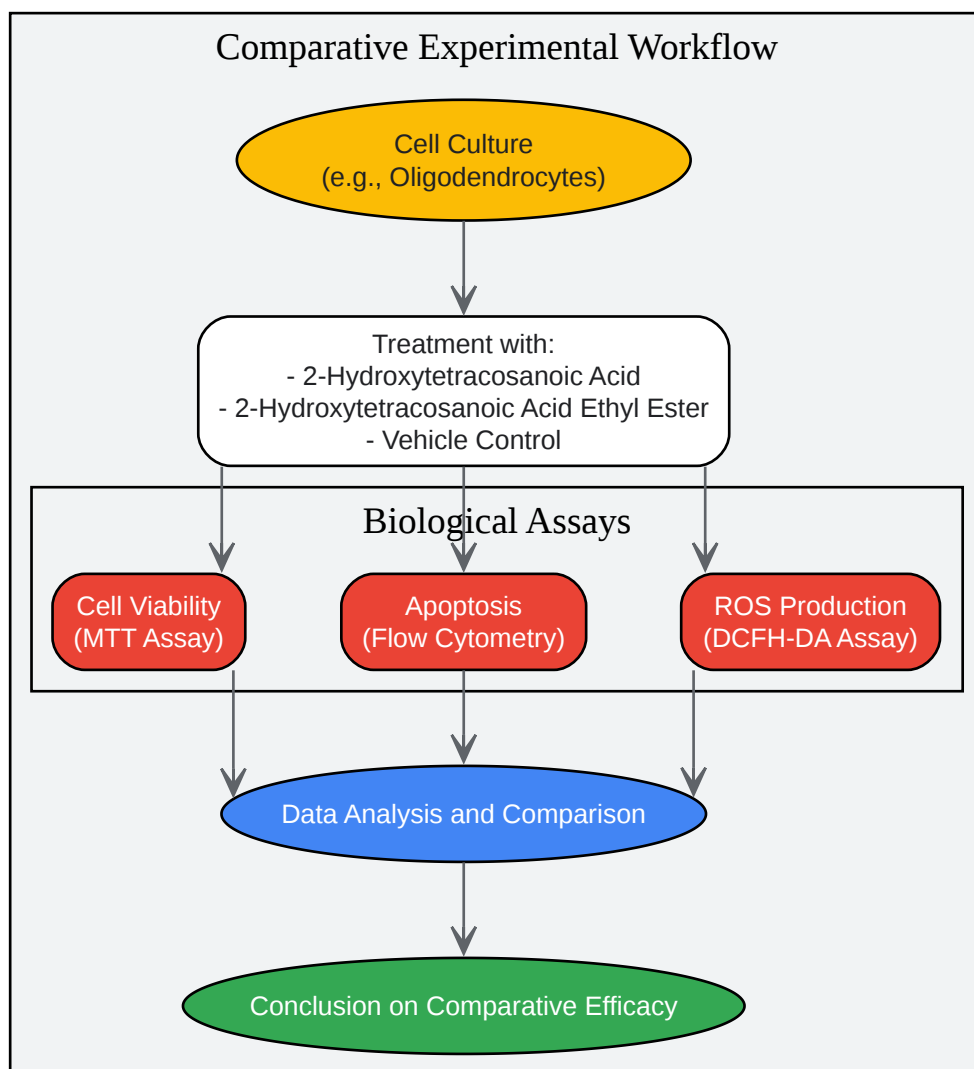 Comparative Experimental Workflow
Cell Culture
(e.g., Oligodendrocytes)
Treatment with:
- 2-Hydroxytetracosanoic Acid
- 2-Hydroxytetracosanoic Acid Ethyl Ester
- Vehicle Control
Biological Assays
Cell Viability
(MTT Assay)
Apoptosis
(Flow Cytometry)
ROS Production
(DCFH-DA Assay)
Data Analysis and Comparison
Conclusion on Comparative Efficacy